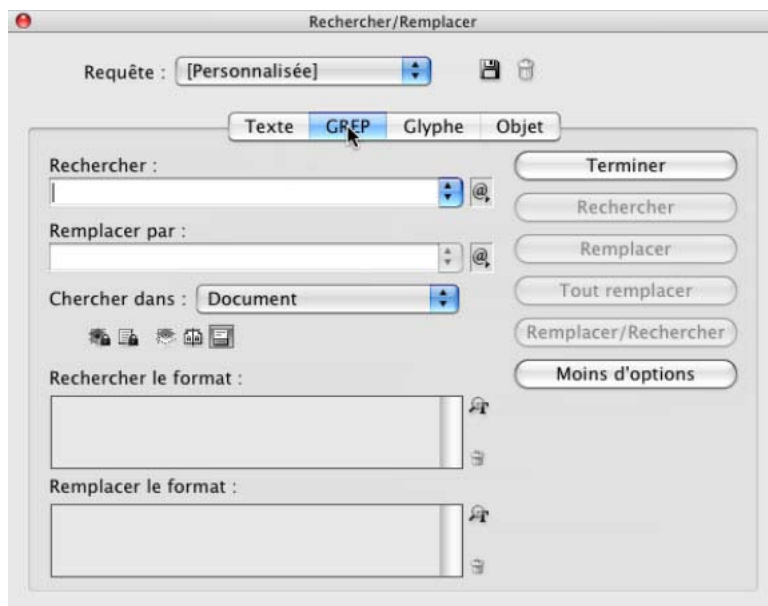 Rechercher/Remplacer
Requête : [Personnalisée]
Texte GREP Glyphe Objet
Rechercher :
Terminer
@
Rechercher
Remplacer par :
Remplacer
@
Chercher dans : Document
Tout remplacer
Remplacer/Rechercher
Rechercher le format :
Moins d'options
Remplacer le format :